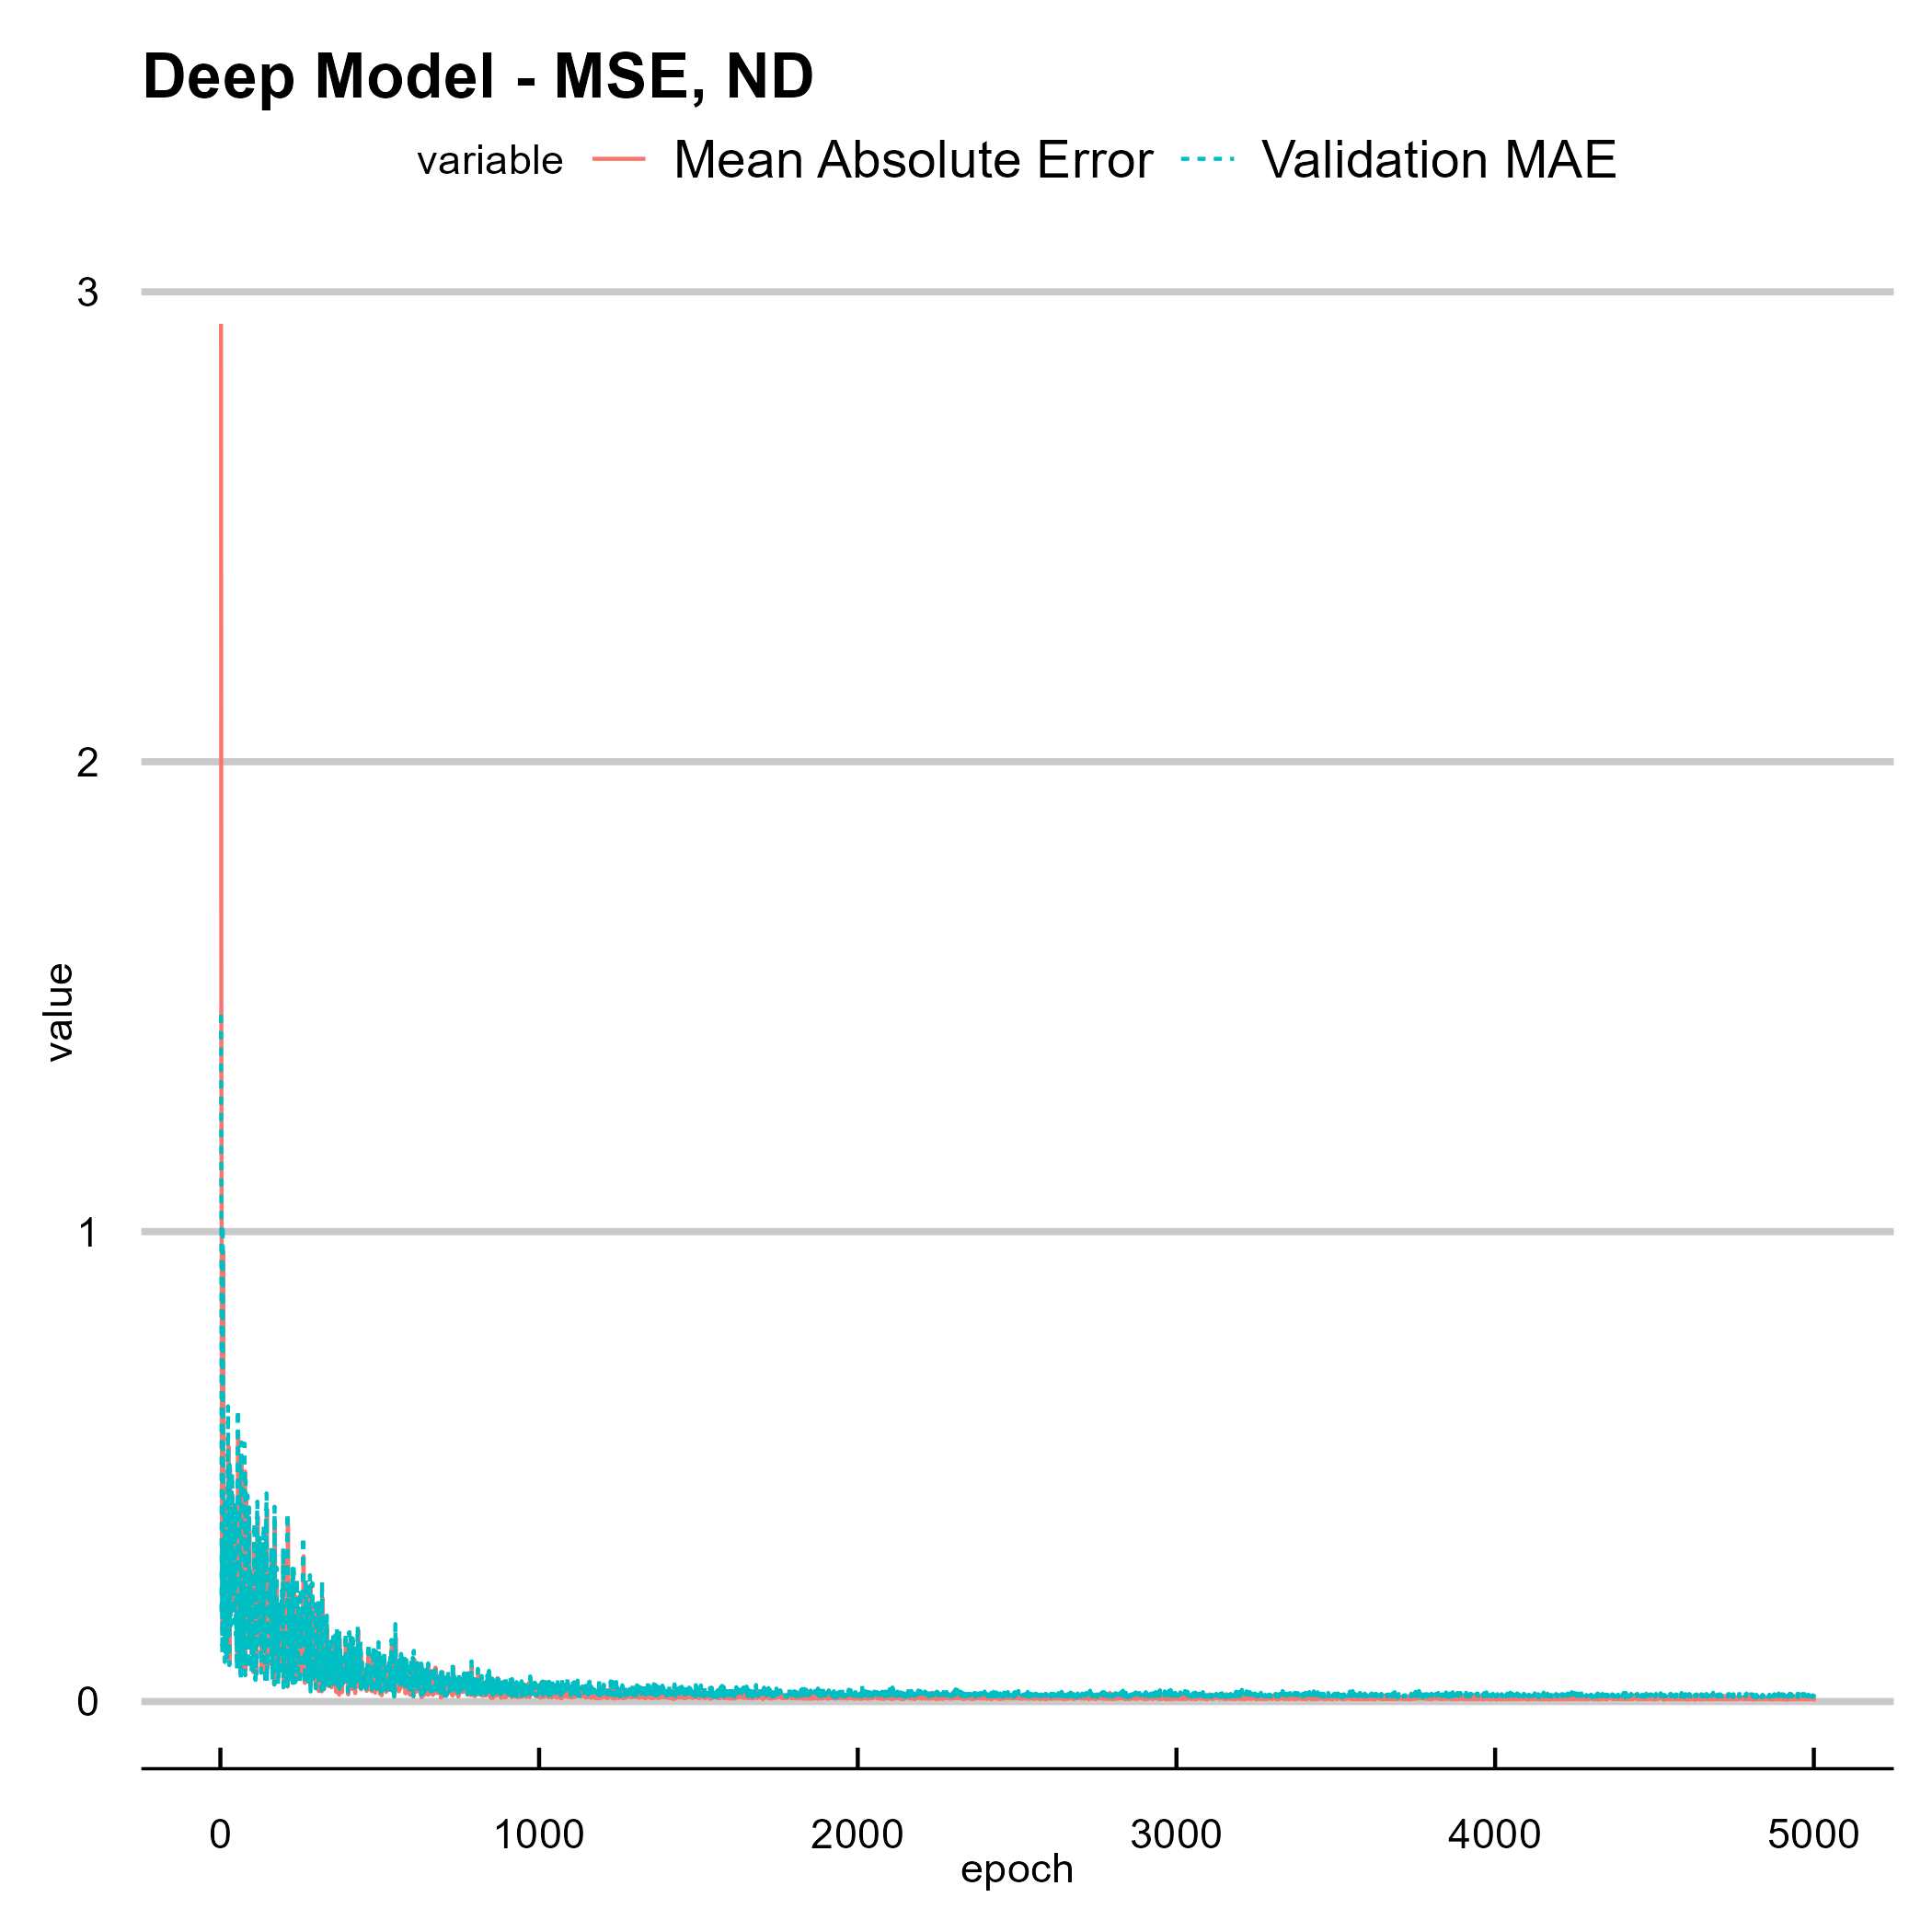 Deep Model - MSE, ND
variable Mean Absolute Error Validation MAE
3
2
1
0
value
0 1000 2000 3000 4000 5000
epoch